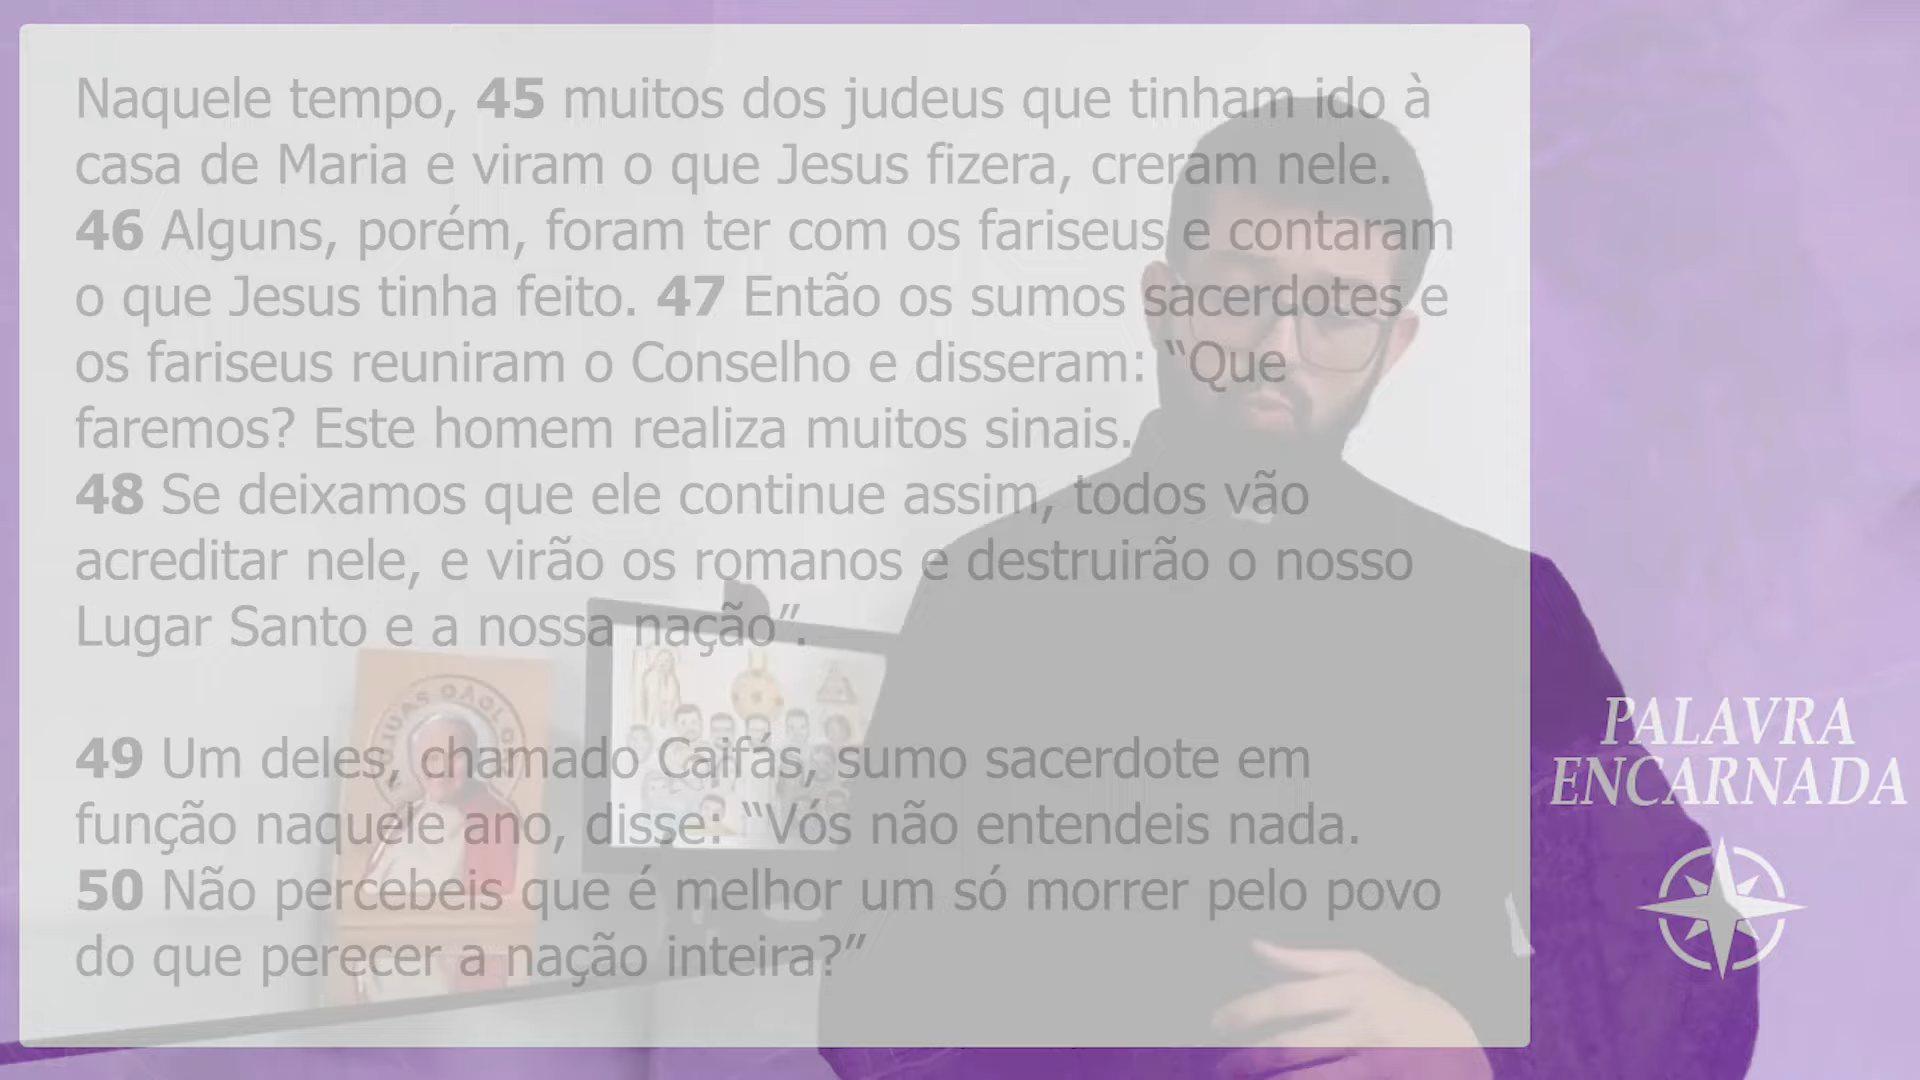 Naquele tempo, 45 muitos dos judeus que tinham ido à
casa de Maria e viram o que Jesus fizera, creram nele.
46 Alguns, porém, foram ter com os fariseus e contaram
o que Jesus tinha feito. 47 Então os sumos sacerdotes e
os fariseus reuniram o Conselho e disseram: “Que
faremos? Este homem realiza muitos sinais.
48 Se deixamos que ele continue assim, todos vão
acreditar nele, e virão os romanos e destruirão o nosso
Lugar Santo e a nossa nação”.
49 Um deles, chamado Caifás, sumo sacerdote em
função naquele ano, disse: “Vós não entendeis nada.
50 Não percebeis que é melhor um só morrer pelo povo
do que perecer a nação inteira?”
PALAVRA
ENCARNADA